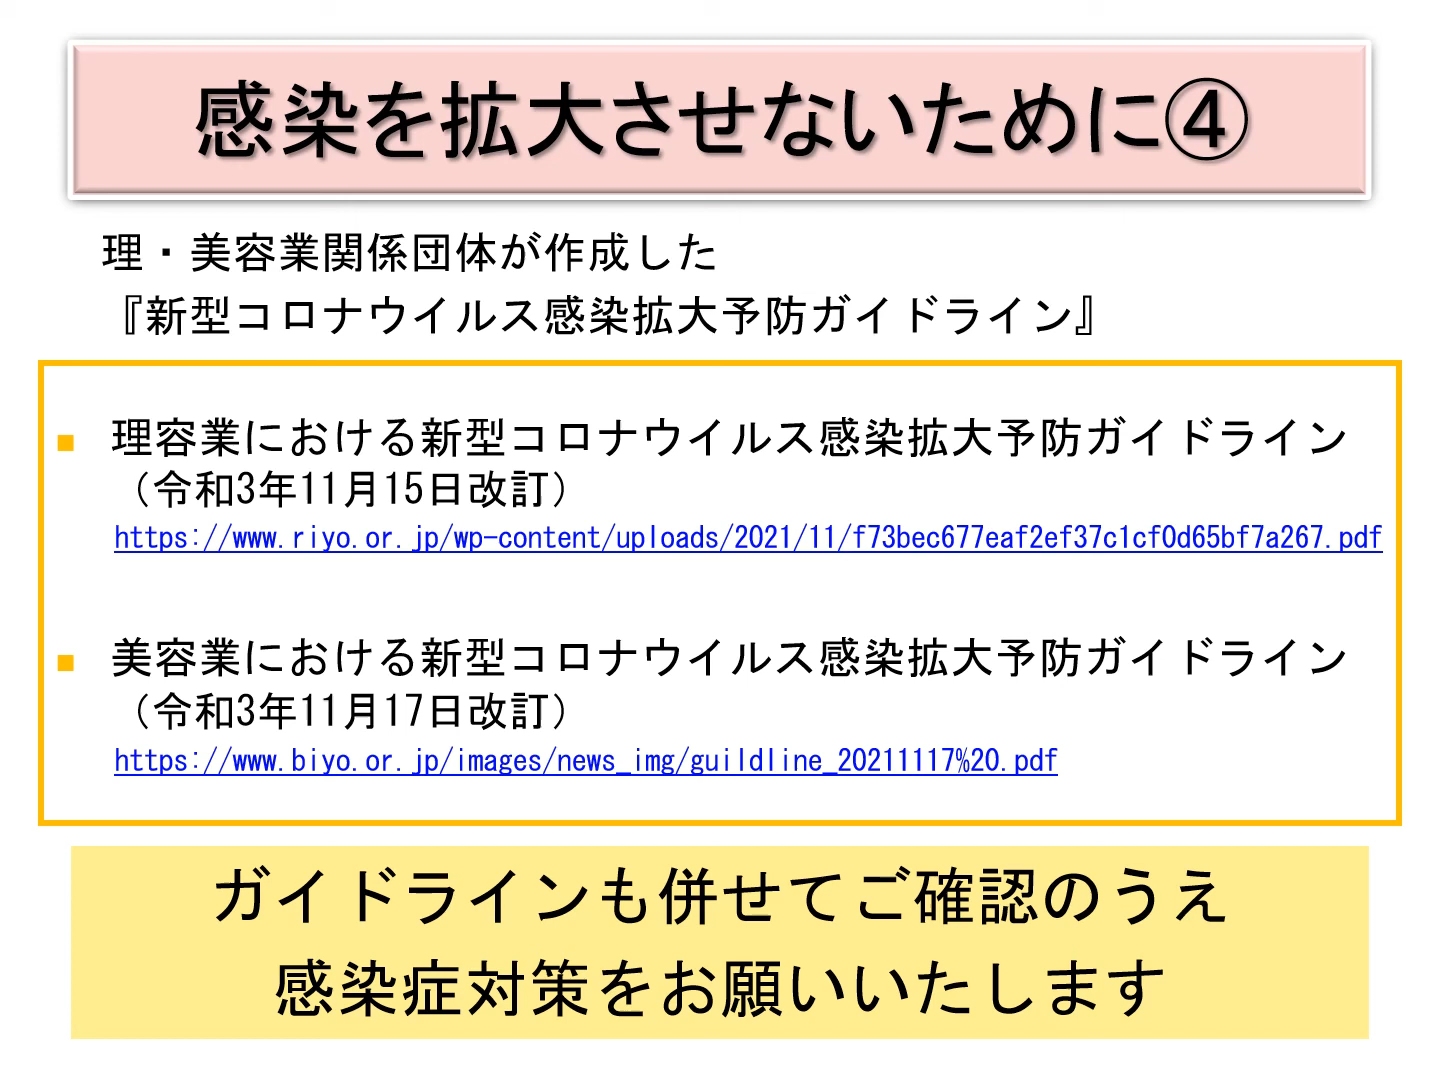 感染を拡大させないために④
理・美容業関係団体が作成した
『新型コロナウイルス感染拡大予防ガイドライン』
■ 理容業における新型コロナウイルス感染拡大予防ガイドライン
（令和3年11月15日改訂）
https://www.riyo.or.jp/wp-content/uploads/2021/11/f73bec677eaf2ef37c1cf0d65bf7a267.pdf
■ 美容業における新型コロナウイルス感染拡大予防ガイドライン
（令和3年11月17日改訂）
https://www.biyo.or.jp/images/news_img/guildline_20211117%20.pdf
ガイドラインも併せてご確認のうえ
感染症対策をお願いいたします